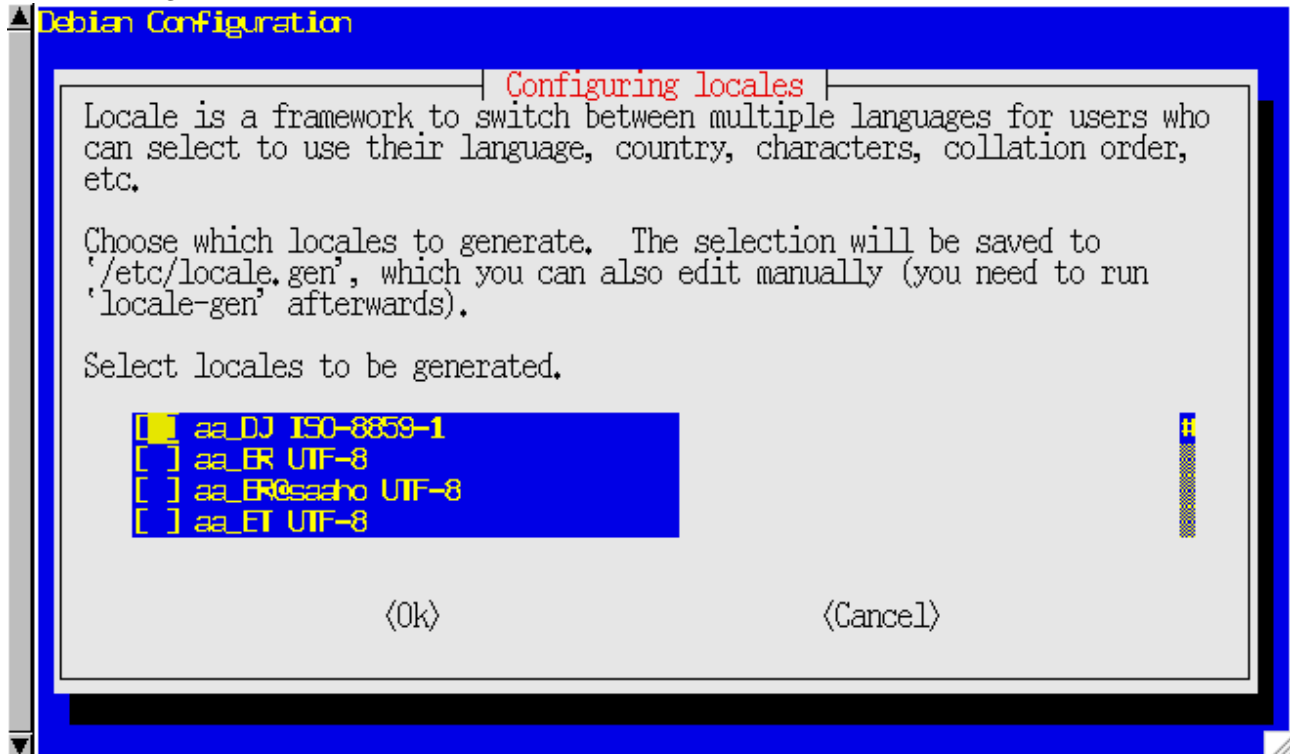 Debian Configuration
Configuring locales
Locale is a framework to switch between multiple languages for users who
can select to use their language, country, characters, collation order,
etc.
Choose which locales to generate.  The selection will be saved to
‘/etc/locale.gen’, which you can also edit manually (you need to run
‘locale-gen’ afterwards).
Select locales to be generated.
[ ] aa_DJ ISO-8859-1
[ ] aa_ER UTF-8
[ ] aa_ER@saaho UTF-8
[ ] aa_ET UTF-8
#
<Ok> <Cancel>